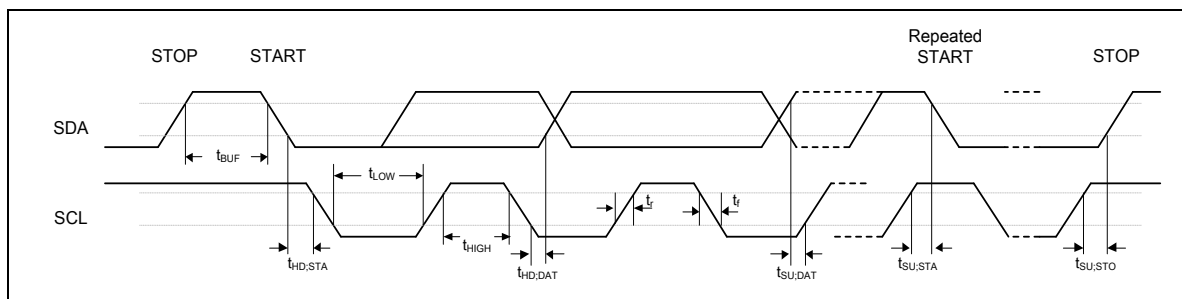 STOP START Repeated START STOP
SDA
tBUF
tLOW
SCL
tr tf
tHD;STA tHIGH tHD;DAT tSU;DAT tSU;STA tSU;STO